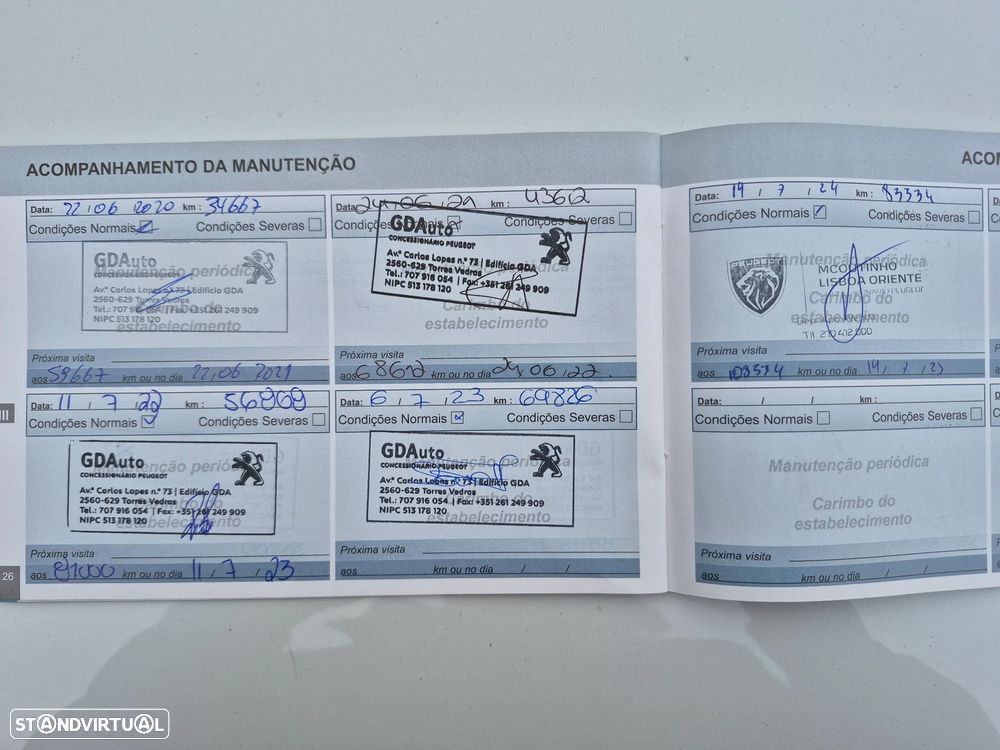 ACOMPANHAMENTO DA MANUTENÇÃO
Data: 22 / 06 / 2020 km : 34667
Condições Normais Condições Severas
Manutenção periódica
GDAuto
CONCESSIONÁRIO PEUGEOT
Av.ª Carlos Lopes n.º 73 | Edifício GDA
2560-629 Torres Vedras
Tel.: 707 916 054 | Fax: +351 261 249 909
NIPC 513 178 120
Carimbo do
estabelecimento
Próxima visita
aos 59667 km ou no dia 22/06/2021
Data: km : 43612
Condições Normais Condições Severas
GDAuto
CONCESSIONÁRIO PEUGEOT
Av.ª Carlos Lopes n.º 73 | Edifício GDA
2560-629 Torres Vedras
Tel.: 707 916 054 | Fax: +351 261 249 909
NIPC 513 178 120
Carimbo do
estabelecimento
Próxima visita
aos 68612 km ou no dia
Data: 11 / 7 / 22 km :
Condições Normais Condições Severas
Manutenção periódica
GDAuto
CONCESSIONÁRIO PEUGEOT
Av.ª Carlos Lopes n.º 73 | Edifício GDA
2560-629 Torres Vedras
Tel.: 707 916 054 | Fax: +351 261 249 909
NIPC 513 178 120
Próxima visita
aos 81000 km ou no dia 11 / 7 / 23
Data: 6 / 7 / 23 km : 69826
Condições Normais Condições Severas
GDAuto
CONCESSIONÁRIO PEUGEOT
Av.ª Carlos Lopes n.º 73 | Edifício GDA
2560-629 Torres Vedras
Tel.: 707 916 054 | Fax: +351 261 249 909
NIPC 513 178 120
Carimbo do
estabelecimento
Próxima visita
aos km ou no dia / /
III
26
ACOM
Data: 19 / 7 / 24 km : 83334
Condições Normais Condições Severas
Manutenção periódica
MCOUTINHO
LISBOA ORIENTE
Carimbo do
estabelecimento
Próxima visita
aos 108334 km ou no dia
Data: / / km :
Condições Normais Condições Severas
Manutenção periódica
Carimbo do
estabelecimento
Próxima visita
aos km ou no dia / /
STANDVIRTUAL